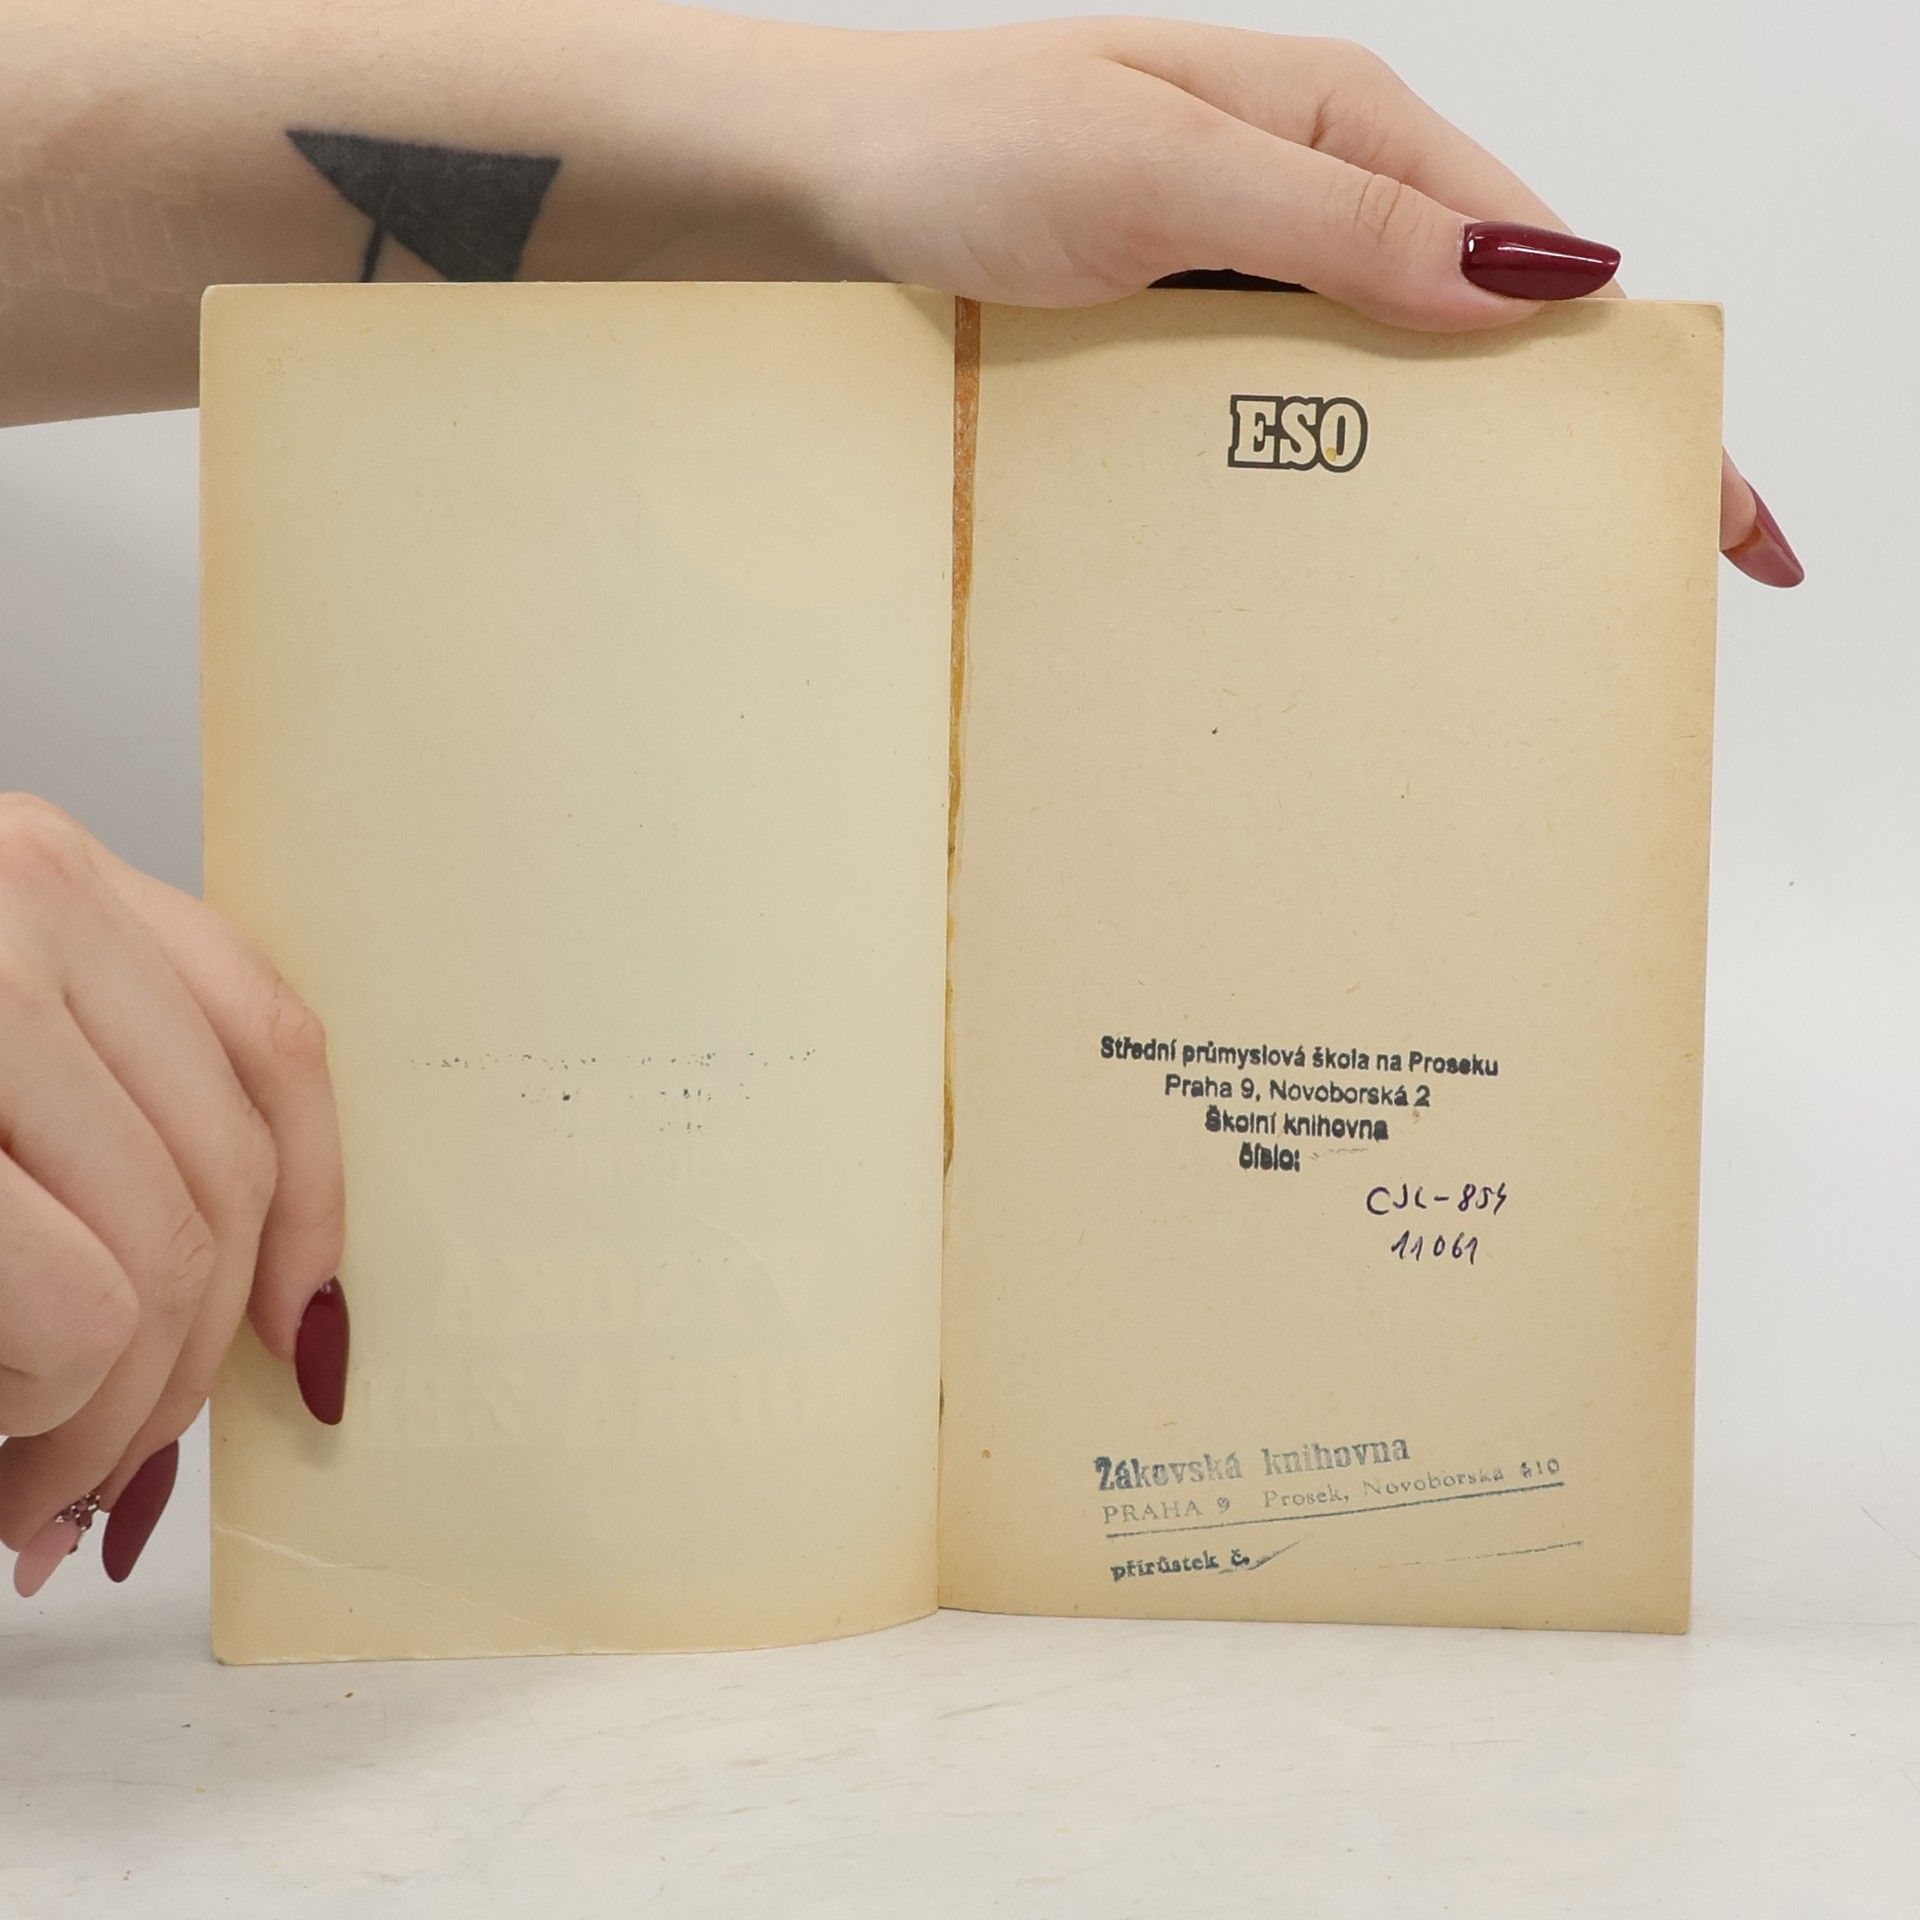 ESO
Střední průmyslová škola na Proseku
Praha 9, Novoborská 2
Školní knihovna
číslo:
CJL-854
11061
Žákovská knihovna
PRAHA 9 Prosek, Novoborská 610
přírůstek č.